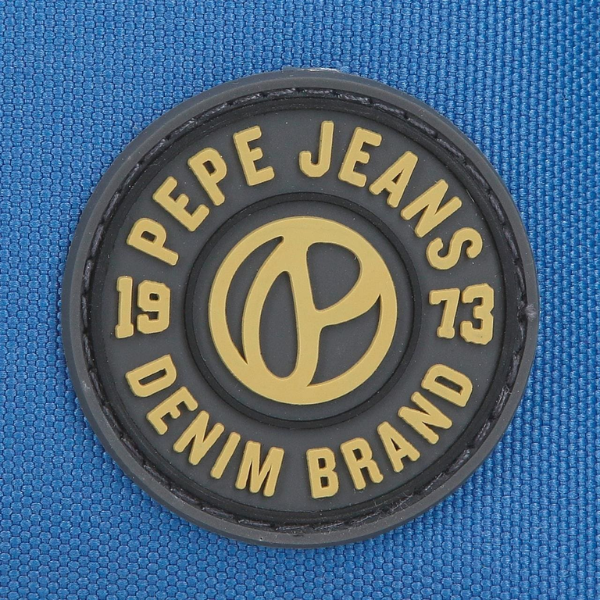 PEPE JEANS
19 73
DENIM BRAND